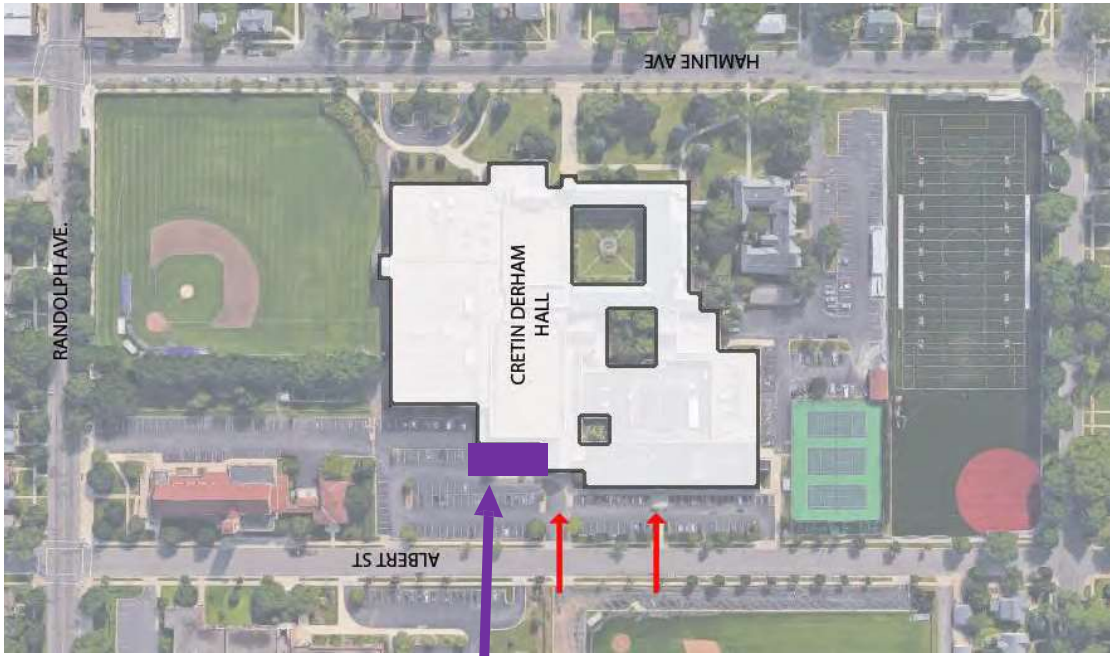 HAMLINE AVE
RANDOLPH AVE.
CRETIN DERHAM
HALL
ALBERT ST